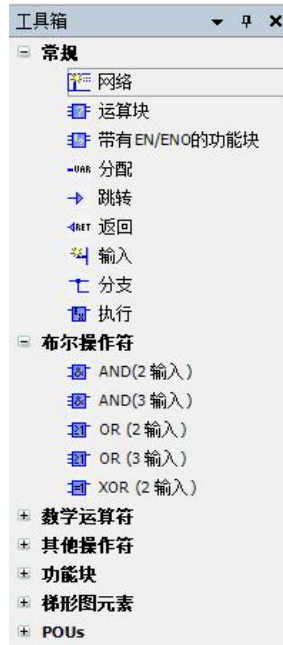 工具箱
常规
网络
运算块
带有EN/ENO的功能块
-VAR 分配
跳转
RET 返回
输入
分支
执行
布尔操作符
& AND(2 输入)
& AND(3 输入)
≥1 OR (2 输入)
≥1 OR (3 输入)
=1 XOR (2 输入)
数学运算符
其他操作符
功能块
梯形图元素
POUs